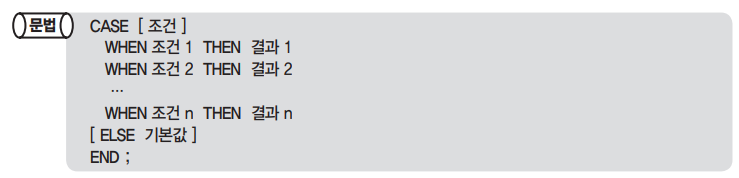 문법
CASE [ 조건 ]
WHEN 조건 1 THEN 결과 1
WHEN 조건 2 THEN 결과 2
...
WHEN 조건 n THEN 결과 n
[ ELSE 기본값 ]
END ;